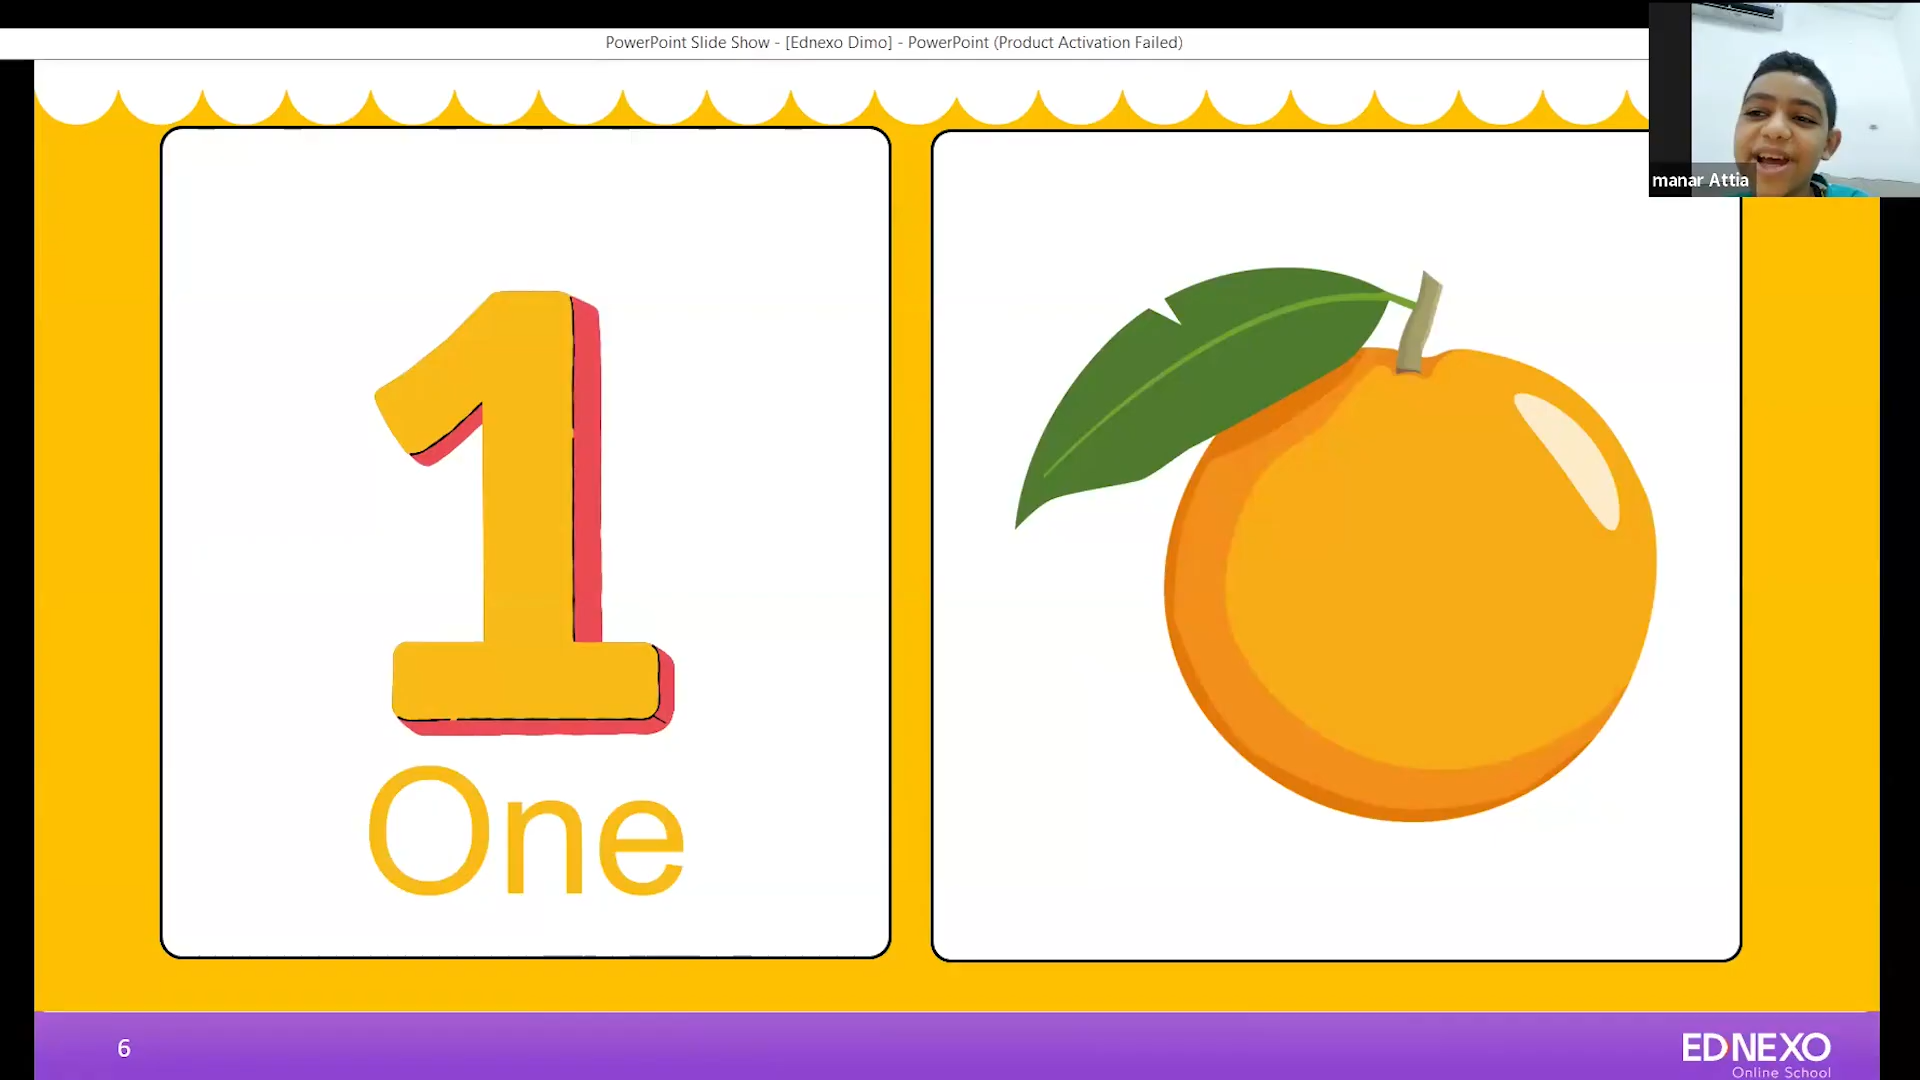 PowerPoint Slide Show - [Ednexo Dimo] - PowerPoint (Product Activation Failed)
manar Attia
1
One
6
EDNEXO
Online School